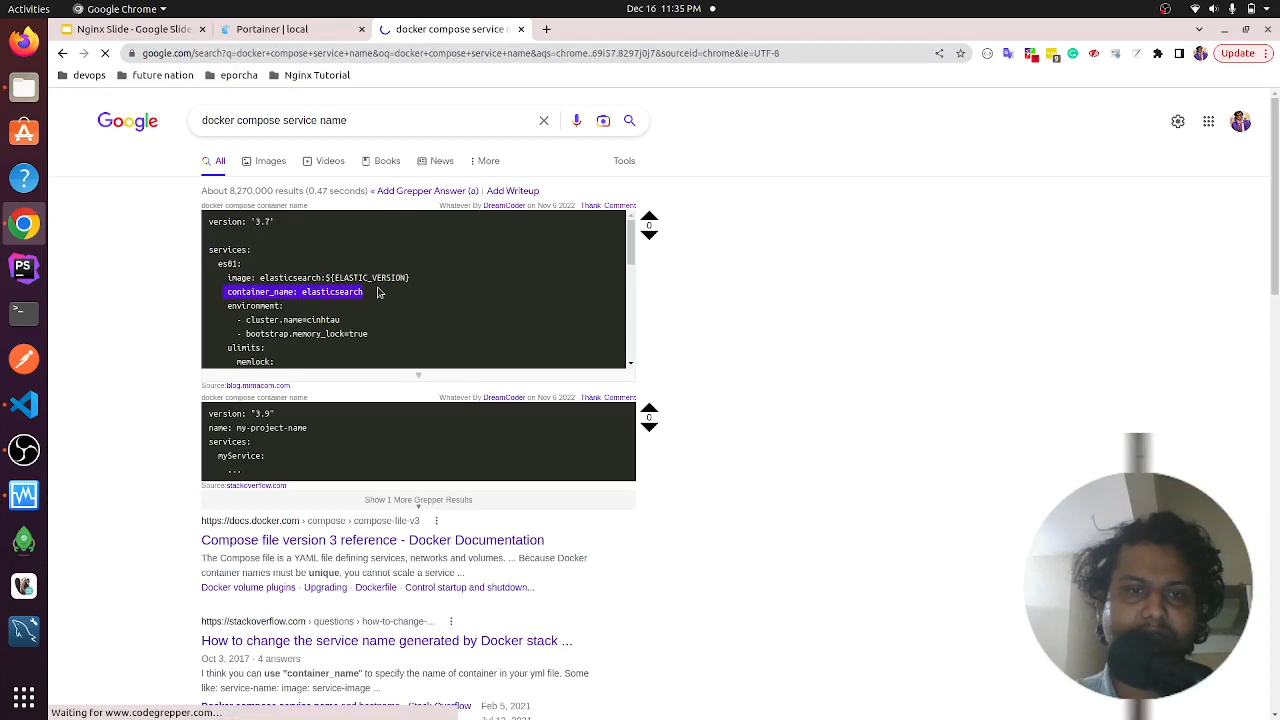 Activities
Google Chrome
Dec 16 11:35 PM
Nginx Slide - Google Slide
Portainer | local
docker compose service n
google.com/search?q=docker+compose+service+name&oq=docker+compose+service+name&aqs=chrome..69i57.8297j0j7&sourceid=chrome&ie=UTF-8
Update
devops
future nation
eporcha
Nginx Tutorial
Google
docker compose service name
All
Images
Videos
Books
News
More
Tools
About 8,270,000 results (0.47 seconds) « Add Grepper Answer (a) | Add Writeup
docker compose container name
Whatever By DreamCoder on Nov 6 2022 Thank Comment
version: '3.7'
services:
es01:
image: elasticsearch:${ELASTIC_VERSION}
container_name: elasticsearch
environment:
- cluster.name=cinhtau
- bootstrap.memory_lock=true
ulimits:
memlock:
0
Source:blog.mimacom.com
docker compose container name
Whatever By DreamCoder on Nov 6 2022 Thank Comment
version: "3.9"
name: my-project-name
services:
myService:
...
0
Source:stackoverflow.com
Show 1 More Grepper Results
https://docs.docker.com › compose › compose-file-v3
Compose file version 3 reference - Docker Documentation
The Compose file is a YAML file defining services, networks and volumes. ... Because Docker
container names must be unique, you cannot scale a service ...
Docker volume plugins · Upgrading · Dockerfile · Control startup and shutdown...
https://stackoverflow.com › questions › how-to-change-...
How to change the service name generated by Docker stack ...
Oct 3, 2017 · 4 answers
I think you can use "container_name" to specify the name of container in your yml file. Some
like: service-name: image: service-image ...
Docker compose service name and hostname - Stack Overflow Feb 5, 2021
Waiting for www.codegrepper.com...